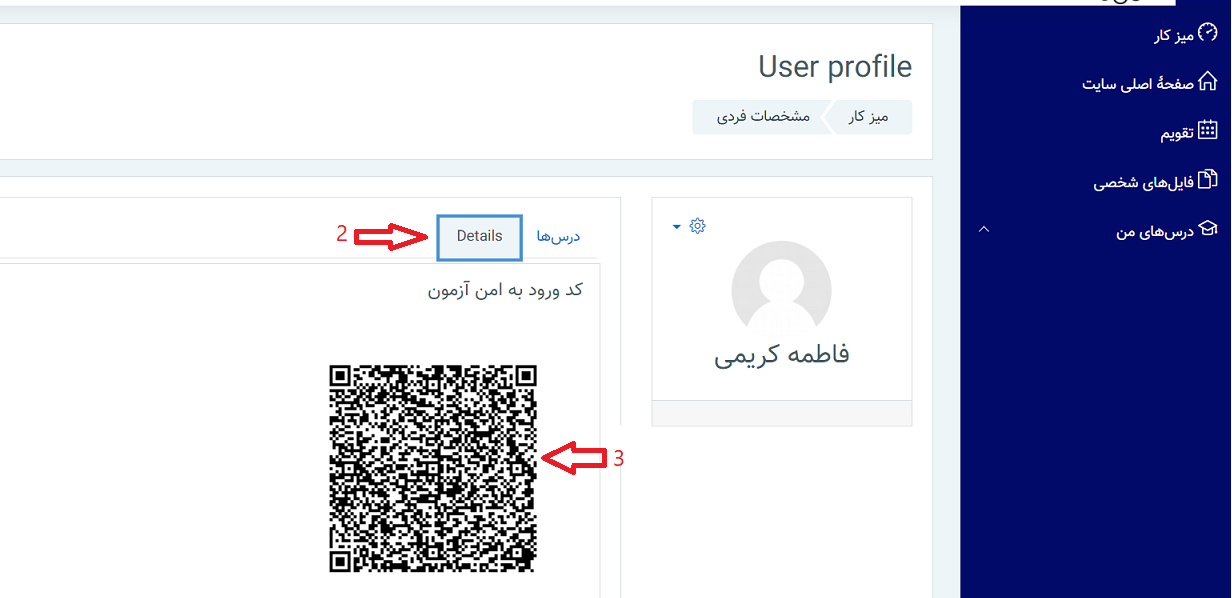 میز کار
صفحهٔ اصلی سایت
تقویم
فایل‌های شخصی
درس‌های من
User profile
میز کار
مشخصات فردی
فاطمه کریمی
درس‌ها
Details
2
کد ورود به امن آزمون
3